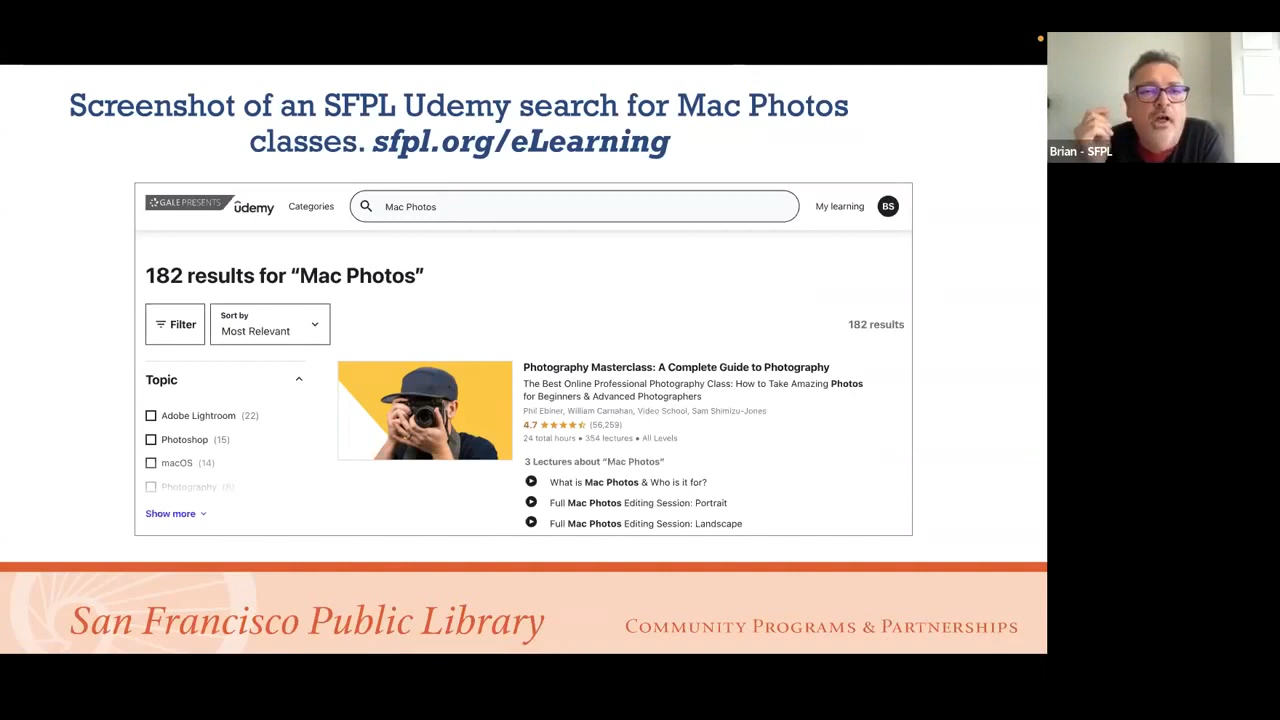 Screenshot of an SFPL Udemy search for Mac Photos
classes. sfpl.org/eLearning
Brian - SFPL
GALE PRESENTS
ûdemy
Categories
Mac Photos
My learning
BS
182 results for “Mac Photos”
Filter
Sort by
Most Relevant
182 results
Topic
Adobe Lightroom (22)
Photoshop (15)
macOS (14)
Photography (8)
Show more
Photography Masterclass: A Complete Guide to Photography
The Best Online Professional Photography Class: How to Take Amazing Photos
for Beginners & Advanced Photographers
Phil Ebiner, William Carnahan, Video School, Sam Shimizu-Jones
4.7 (56,259)
24 total hours • 354 lectures • All Levels
3 Lectures about “Mac Photos”
What is Mac Photos & Who is it for?
Full Mac Photos Editing Session: Portrait
Full Mac Photos Editing Session: Landscape
San Francisco Public Library
COMMUNITY PROGRAMS & PARTNERSHIPS